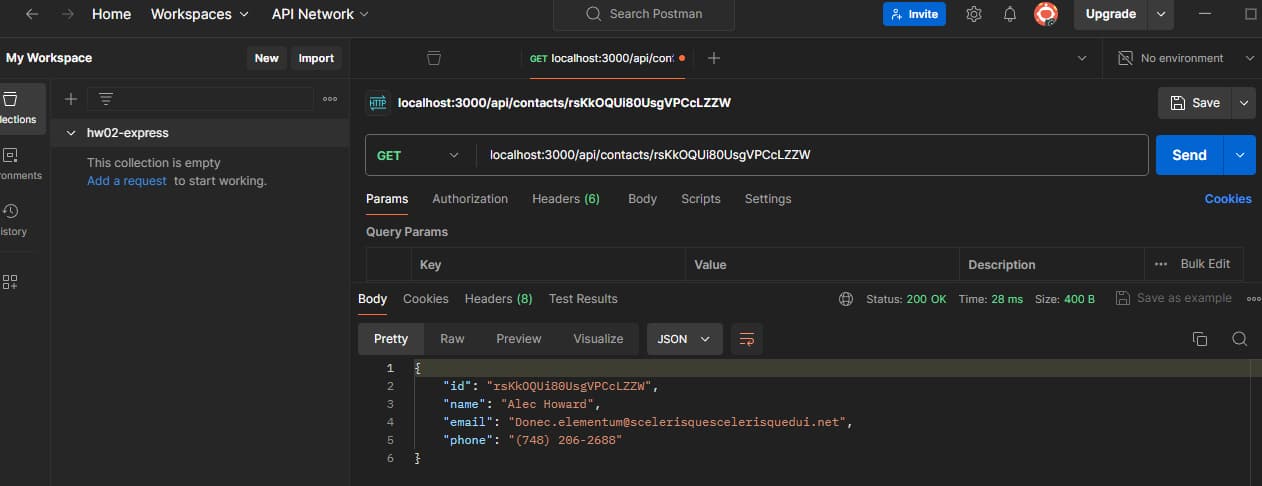 Home Workspaces API Network Search Postman Invite Upgrade
My Workspace New Import GET localhost:3000/api/con No environment
lections
HTTP localhost:3000/api/contacts/rsKkOQUi80UsgVPCcLZZW Save
hw02-express
This collection is empty
Add a request to start working.
GET localhost:3000/api/contacts/rsKkOQUi80UsgVPCcLZZW Send
ronments
Params Authorization Headers (6) Body Scripts Settings Cookies
istory
Query Params
Key Value Description Bulk Edit
Body Cookies Headers (8) Test Results Status: 200 OK Time: 28 ms Size: 400 B Save as example
Pretty Raw Preview Visualize JSON
1 {
2 "id": "rsKkOQUi80UsgVPCcLZZW",
3 "name": "Alec Howard",
4 "email": "Donec.elementum@scelerisquescelerisquedui.net",
5 "phone": "(748) 206-2688"
6 }